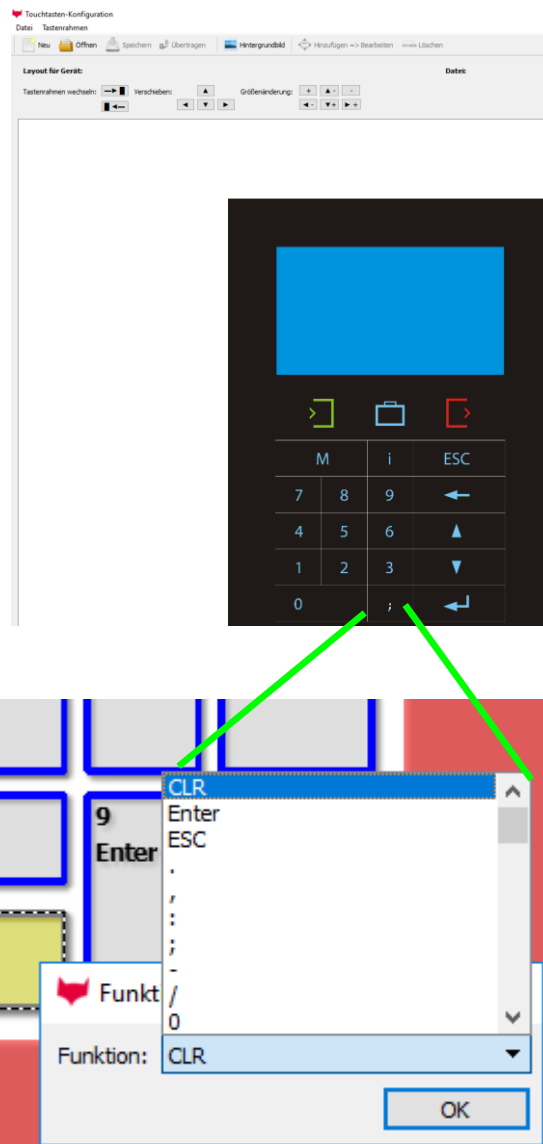 Touchtasten-Konfiguration
Datei Tastenrahmen
Neu Öffnen Speichern Übertragen Hintergrundbild Hinzufügen => Bearbeiten Löschen
Layout für Gerät: Datei:
Tastenrahmen wechseln: Verschieben: Größenänderung: + - -
- + +
M i ESC
7 8 9
4 5 6
1 2 3
0 ;
CLR
Enter
ESC
.
,
:
;
-
/
0
9
Enter
Funkt
Funktion: CLR
OK